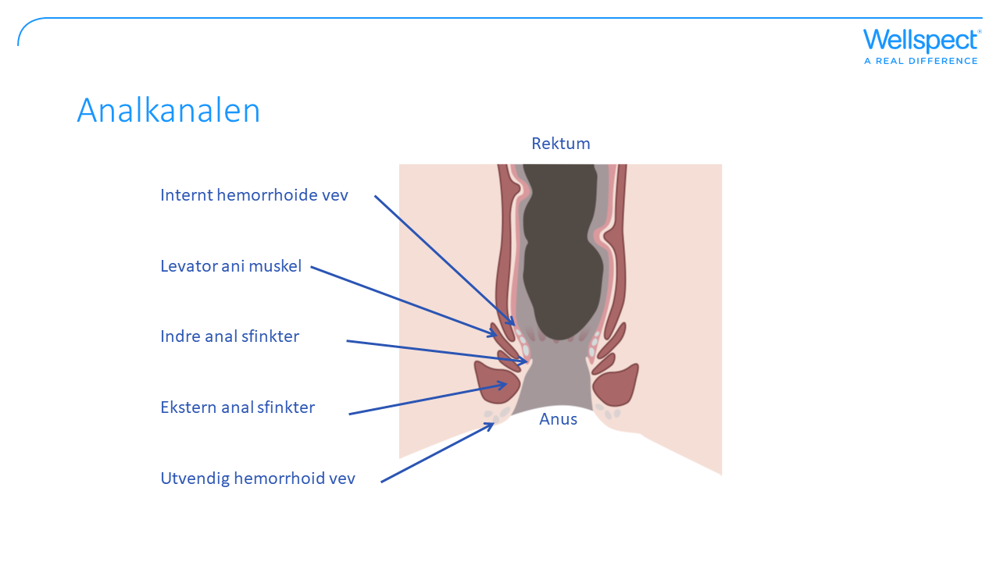 Wellspect®
A REAL DIFFERENCE
Analkanalen
Rektum
Internt hemorrhoide vev
Levator ani muskel
Indre anal sfinkter
Ekstern anal sfinkter
Anus
Utvendig hemorrhoid vev